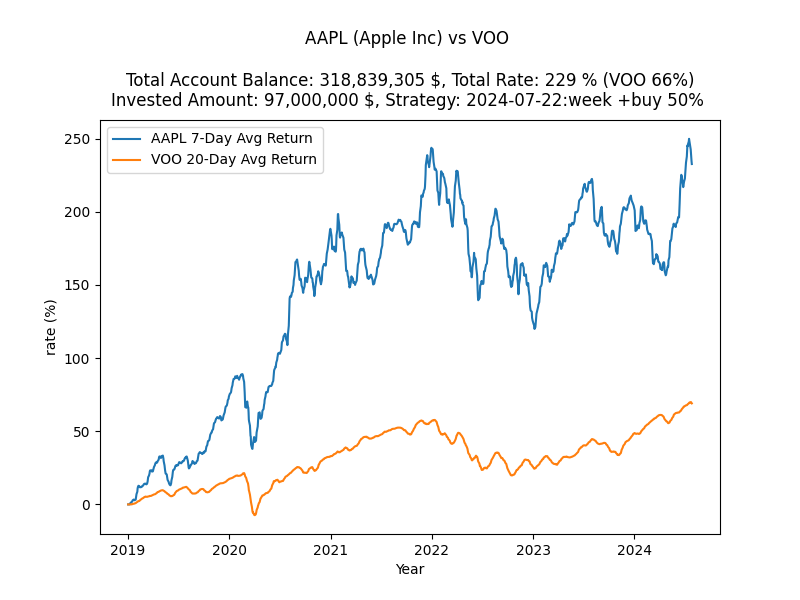 AAPL (Apple Inc) vs VOO
Total Account Balance: 318,839,305 $, Total Rate: 229 % (VOO 66%)
Invested Amount: 97,000,000 $, Strategy: 2024-07-22:week +buy 50%
AAPL 7-Day Avg Return
VOO 20-Day Avg Return
250
200
150
100
50
0
rate (%)
2019 2020 2021 2022 2023 2024
Year